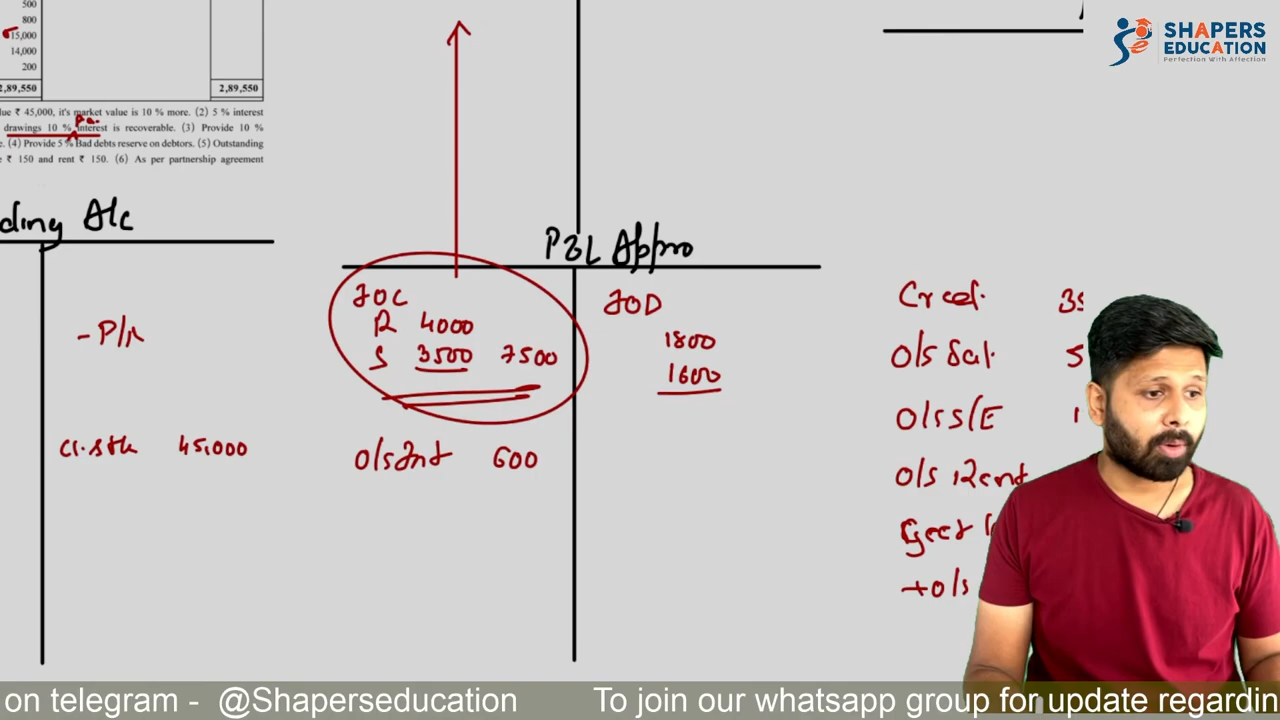 500
800
15,000
14,000
200
2,89,550
2,89,550
lue ₹ 45,000, it's market value is 10 % more. (2) 5 % interest
P.a.
drawings 10 % interest is recoverable. (3) Provide 10 %
e. (4) Provide 5 % Bad debts reserve on debtors. (5) Outstanding
e ₹ 150 and rent ₹ 150. (6) As per partnership agreement
SHAPERS
EDUCATION
Perfection With Affection
ding A/c
- P/R
Cl. Stk 45,000
P&L Appro
IOC
R 4000
S 3500 7500
O/s Int 600
IOD
1800
1600
Cred.
O/s Sal.
O/s S/E
O/s Rent
+ O/s
on telegram - @Shaperseducation To join our whatsapp group for update regardin